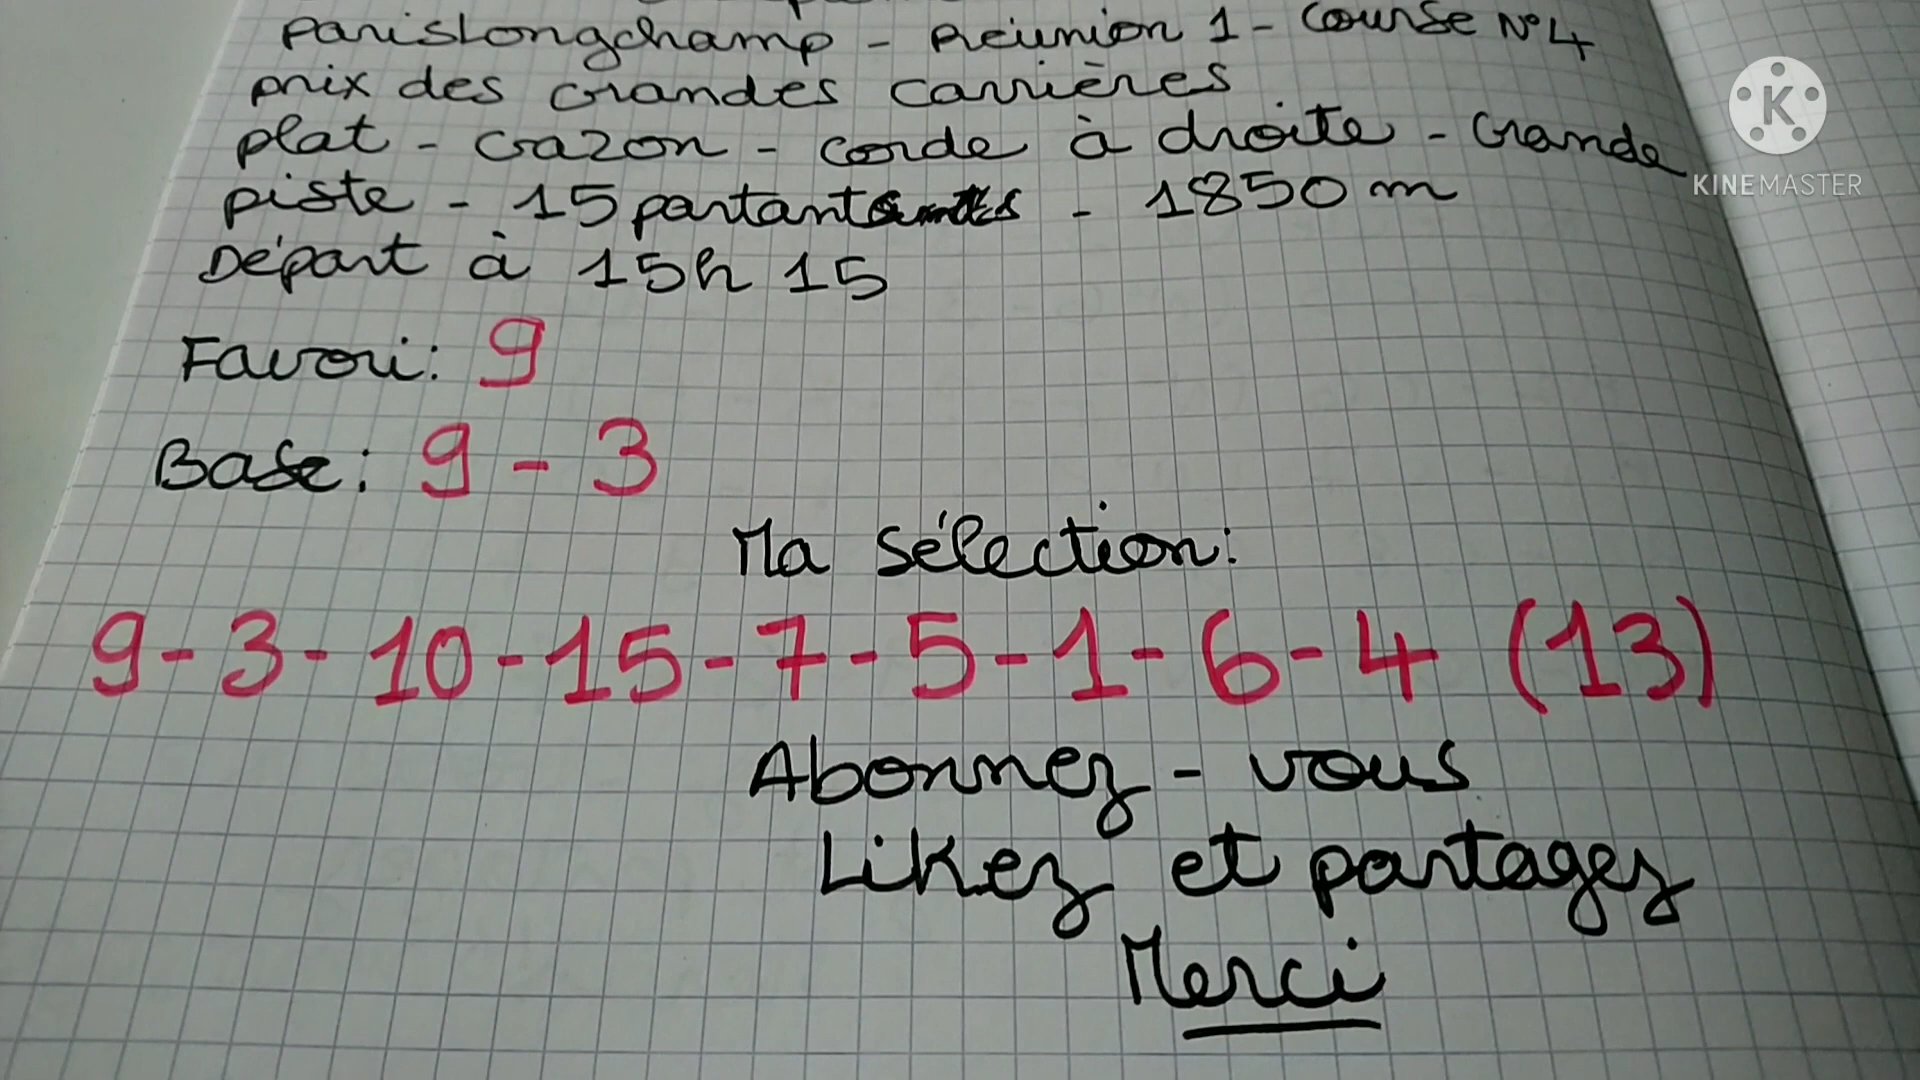 parisLongchamp - Réunion 1 - Course N°4
prix des Grandes Carrières
plat - Gazon - corde à droite - Grande
piste - 15 partants - 1850 m
Départ à 15h 15
Favori: 9
Base: 9 - 3
Ma sélection:
9 - 3 - 10 - 15 - 7 - 5 - 1 - 6 - 4 (13)
Abonnez - vous
Likez et partagez
Merci
K
KINEMASTER